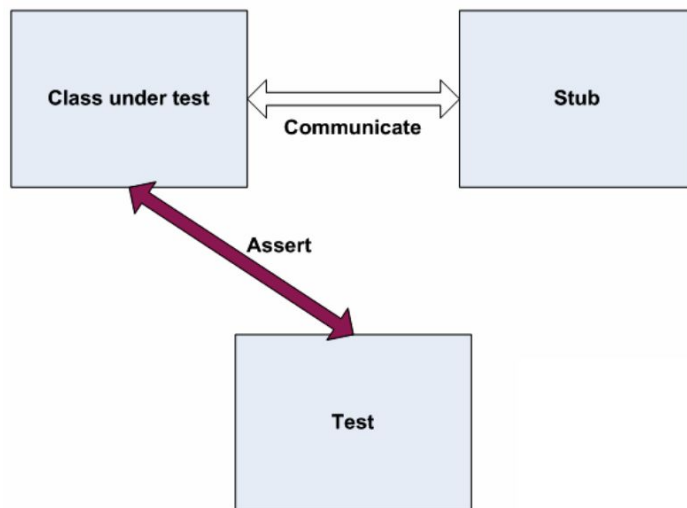 Class under test
Stub
Communicate
Assert
Test